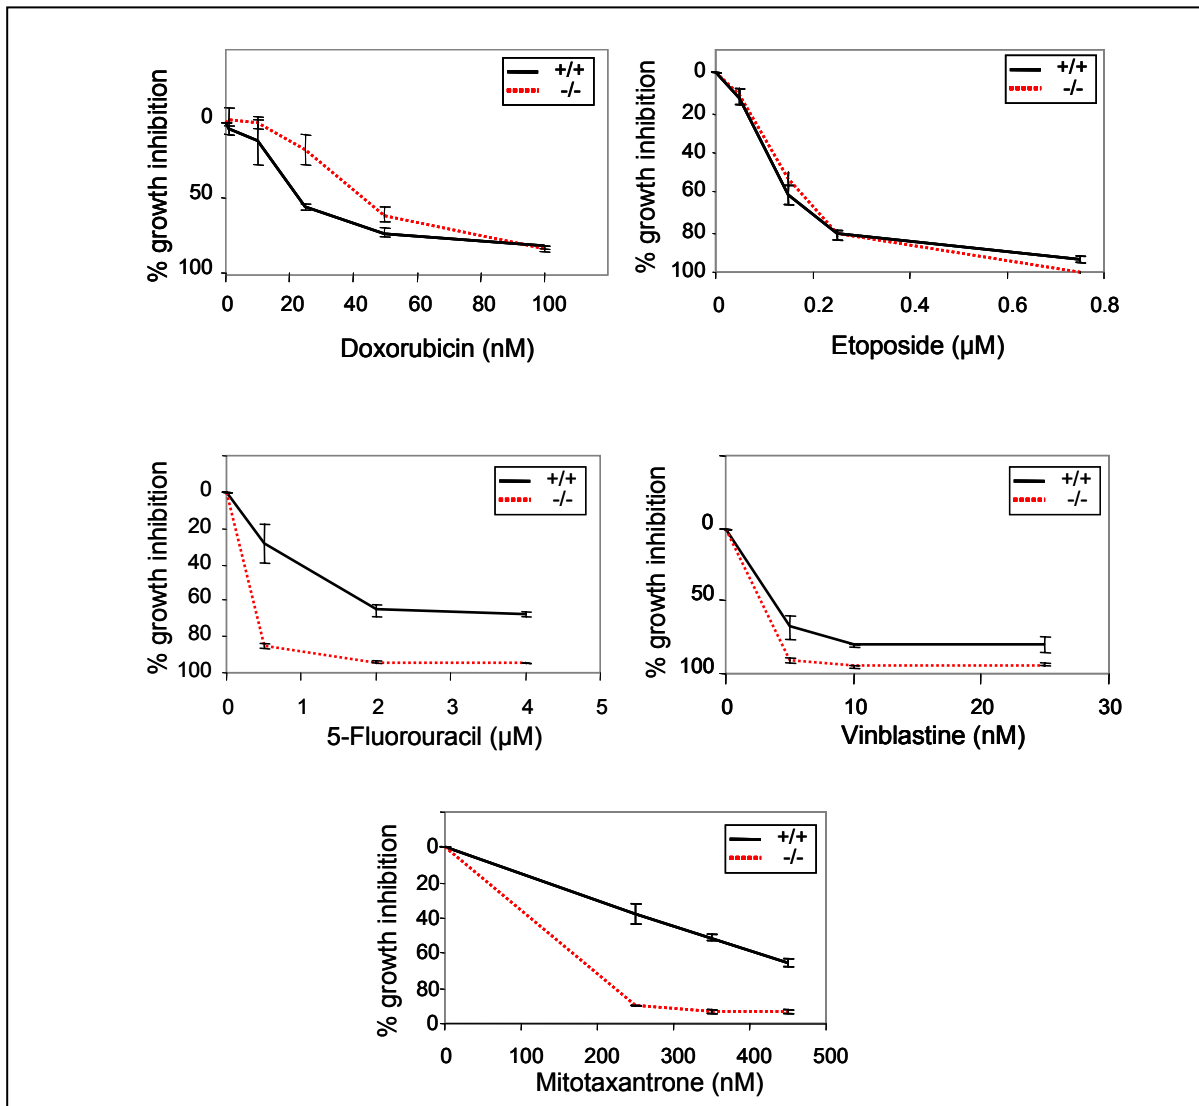 % growth inhibition
0
50
100
0 20 40 60 80 100
Doxorubicin (nM)
+/+
-/-
% growth inhibition
0
20
40
60
80
100
0 0.2 0.4 0.6 0.8
Etoposide (µM)
+/+
-/-
% growth inhibition
0
20
40
60
80
100
0 1 2 3 4 5
5-Fluorouracil (µM)
+/+
-/-
% growth inhibition
0
50
100
0 10 20 30
Vinblastine (nM)
+/+
-/-
% growth inhibition
0
20
40
60
80
0
0 100 200 300 400 500
Mitotaxantrone (nM)
+/+
-/-